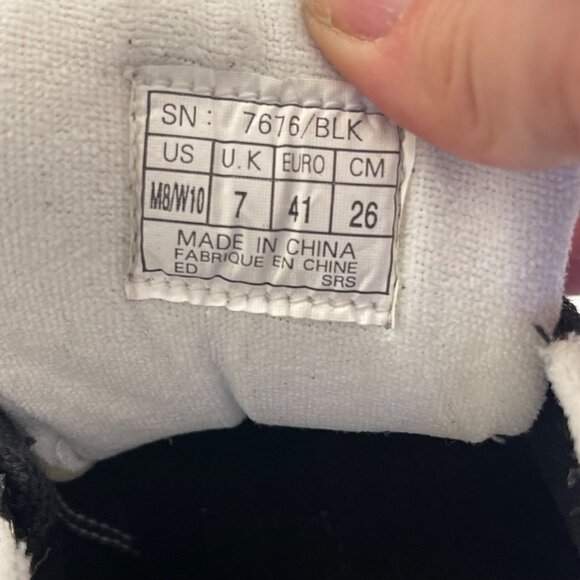 SN: 7676/BLK
US U.K EURO CM
M8/W10 7 41 26
MADE IN CHINA
FABRIQUE EN CHINE
ED SRS